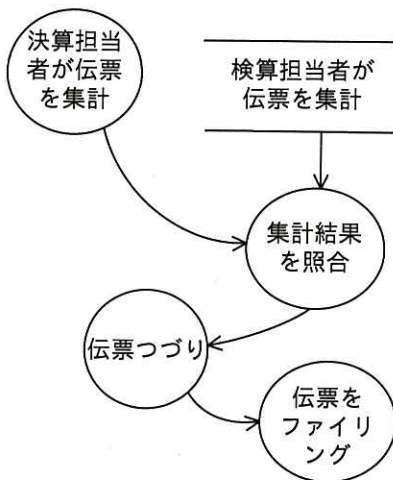 決算担当
者が伝票
を集計
検算担当者が
伝票を集計
集計結果
を照合
伝票つづり
伝票を
ファイリ
ング